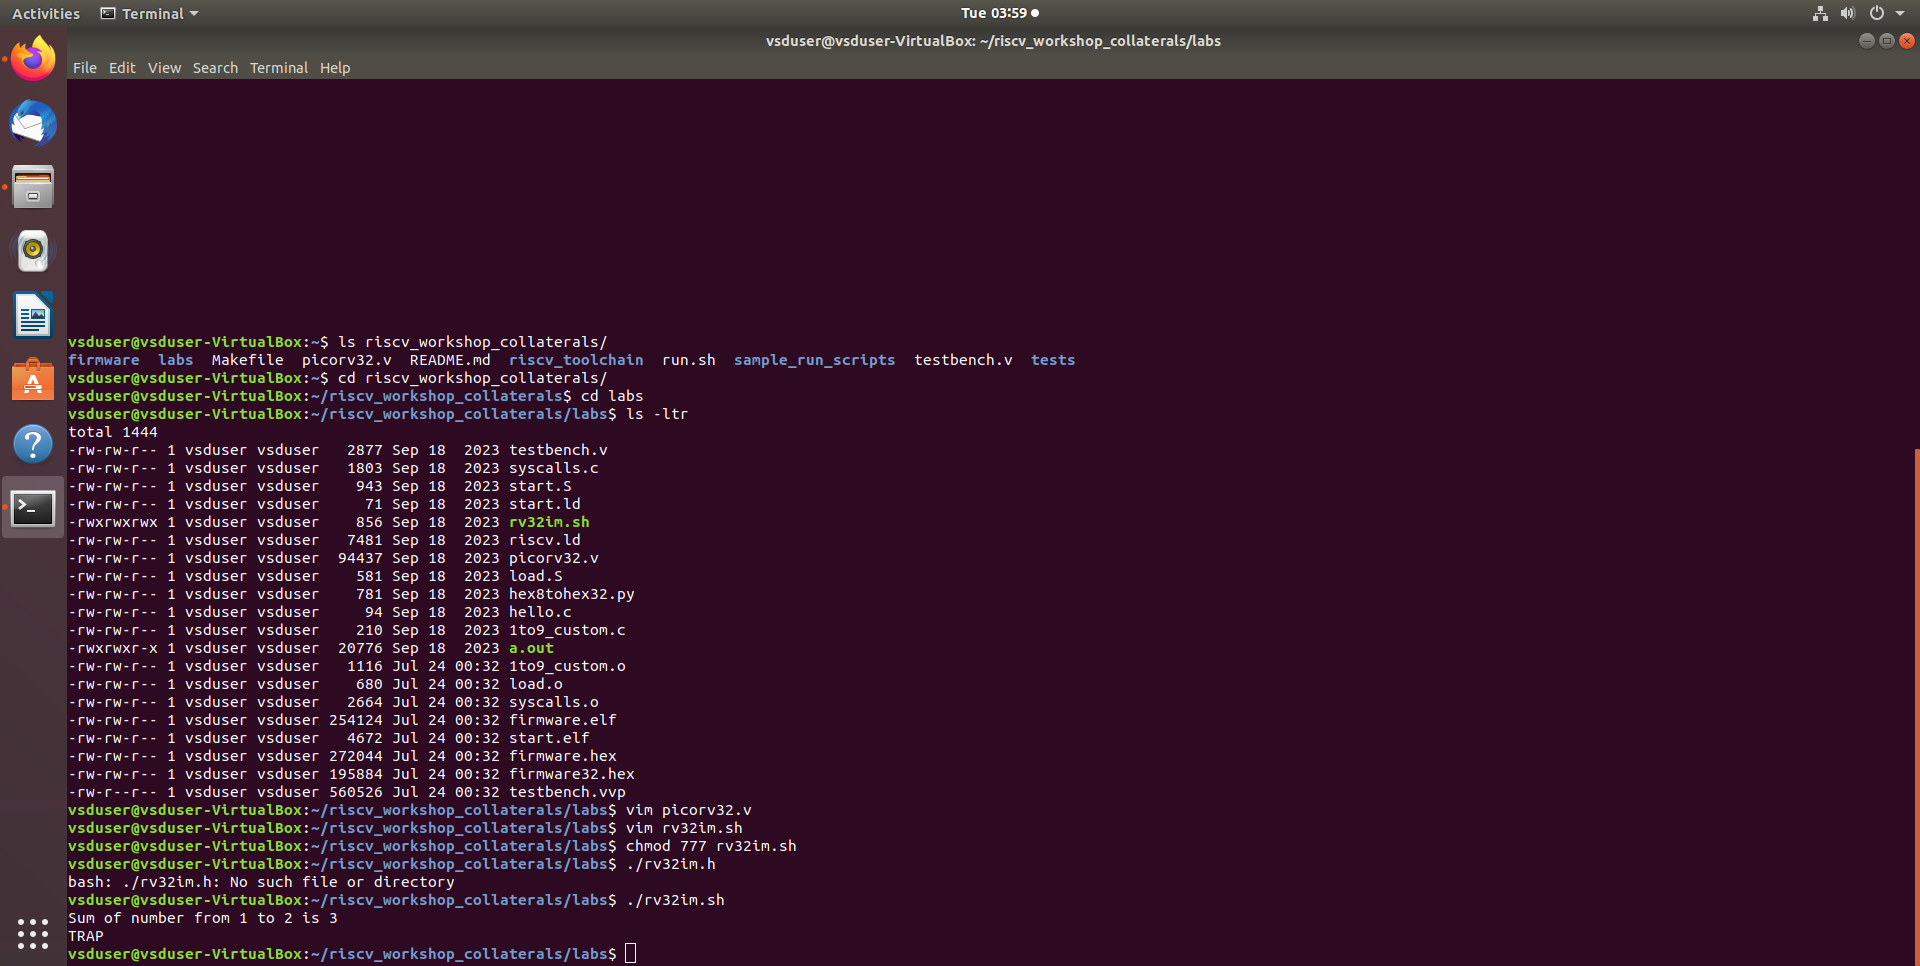 Activities Terminal Tue 03:59
vsduser@vsduser-VirtualBox: ~/riscv_workshop_collaterals/labs
File Edit View Search Terminal Help
vsduser@vsduser-VirtualBox:~$ ls riscv_workshop_collaterals/
firmware labs Makefile picorv32.v README.md riscv_toolchain run.sh sample_run_scripts testbench.v tests
vsduser@vsduser-VirtualBox:~$ cd riscv_workshop_collaterals/
vsduser@vsduser-VirtualBox:~/riscv_workshop_collaterals$ cd labs
vsduser@vsduser-VirtualBox:~/riscv_workshop_collaterals/labs$ ls -ltr
total 1444
-rw-rw-r-- 1 vsduser vsduser   2877 Sep 18  2023 testbench.v
-rw-rw-r-- 1 vsduser vsduser   1803 Sep 18  2023 syscalls.c
-rw-rw-r-- 1 vsduser vsduser    943 Sep 18  2023 start.S
-rw-rw-r-- 1 vsduser vsduser     71 Sep 18  2023 start.ld
-rwxrwxrwx 1 vsduser vsduser    856 Sep 18  2023 rv32im.sh
-rw-rw-r-- 1 vsduser vsduser   7481 Sep 18  2023 riscv.ld
-rw-rw-r-- 1 vsduser vsduser  94437 Sep 18  2023 picorv32.v
-rw-rw-r-- 1 vsduser vsduser    581 Sep 18  2023 load.S
-rw-rw-r-- 1 vsduser vsduser    781 Sep 18  2023 hex8tohex32.py
-rw-rw-r-- 1 vsduser vsduser     94 Sep 18  2023 hello.c
-rw-rw-r-- 1 vsduser vsduser    210 Sep 18  2023 1to9_custom.c
-rwxrwxr-x 1 vsduser vsduser  20776 Sep 18  2023 a.out
-rw-rw-r-- 1 vsduser vsduser   1116 Jul 24 00:32 1to9_custom.o
-rw-rw-r-- 1 vsduser vsduser    680 Jul 24 00:32 load.o
-rw-rw-r-- 1 vsduser vsduser   2664 Jul 24 00:32 syscalls.o
-rw-rw-r-- 1 vsduser vsduser 254124 Jul 24 00:32 firmware.elf
-rw-rw-r-- 1 vsduser vsduser   4672 Jul 24 00:32 start.elf
-rw-rw-r-- 1 vsduser vsduser 272044 Jul 24 00:32 firmware.hex
-rw-rw-r-- 1 vsduser vsduser 195884 Jul 24 00:32 firmware32.hex
-rw-r--r-- 1 vsduser vsduser 560526 Jul 24 00:32 testbench.vvp
vsduser@vsduser-VirtualBox:~/riscv_workshop_collaterals/labs$ vim picorv32.v
vsduser@vsduser-VirtualBox:~/riscv_workshop_collaterals/labs$ vim rv32im.sh
vsduser@vsduser-VirtualBox:~/riscv_workshop_collaterals/labs$ chmod 777 rv32im.sh
vsduser@vsduser-VirtualBox:~/riscv_workshop_collaterals/labs$ ./rv32im.h
bash: ./rv32im.h: No such file or directory
vsduser@vsduser-VirtualBox:~/riscv_workshop_collaterals/labs$ ./rv32im.sh
Sum of number from 1 to 2 is 3
TRAP
vsduser@vsduser-VirtualBox:~/riscv_workshop_collaterals/labs$